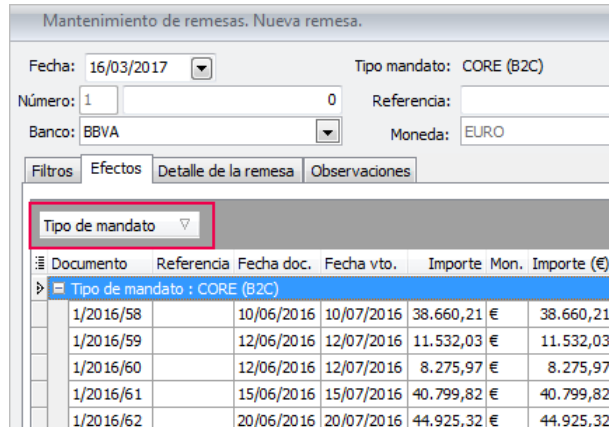 Mantenimiento de remesas. Nueva remesa.
Fecha: 16/03/2017 Tipo mandato: CORE (B2C)
Número: 1 0 Referencia:
Banco: BBVA Moneda: EURO
Filtros Efectos Detalle de la remesa Observaciones
Tipo de mandato
Documento Referencia Fecha doc. Fecha vto. Importe Mon. Importe (€)
Tipo de mandato : CORE (B2C)
1/2016/58 10/06/2016 10/07/2016 38.660,21 € 38.660,21
1/2016/59 12/06/2016 12/07/2016 11.532,03 € 11.532,03
1/2016/60 12/06/2016 12/07/2016 8.275,97 € 8.275,97
1/2016/61 15/06/2016 15/07/2016 40.799,82 € 40.799,82
1/2016/62 20/06/2016 20/07/2016 44.925,32 € 44.925,32